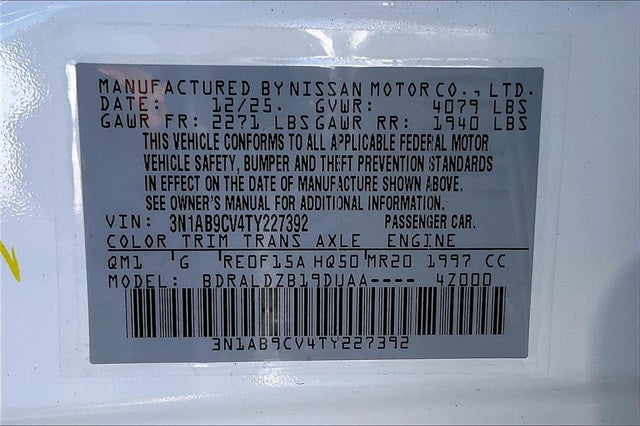 MANUFACTURED BY NISSAN MOTOR CO., LTD.
DATE: 12/25. GVWR: 4079 LBS
GAWR FR: 2271 LBS GAWR RR: 1940 LBS
THIS VEHICLE CONFORMS TO ALL APPLICABLE FEDERAL MOTOR
VEHICLE SAFETY, BUMPER AND THEFT PREVENTION STANDARDS
IN EFFECT ON THE DATE OF MANUFACTURE SHOWN ABOVE.
SEE OWNER'S MANUAL FOR ADDITIONAL INFORMATION.
VIN: 3N1AB9CV4TY227392 PASSENGER CAR.
COLOR TRIM TRANS AXLE ENGINE
QM1 G RE0F15A HQ50 MR20 1997 CC
MODEL: BDRALDZB19DUAA---- 4Z000
3N1AB9CV4TY227392